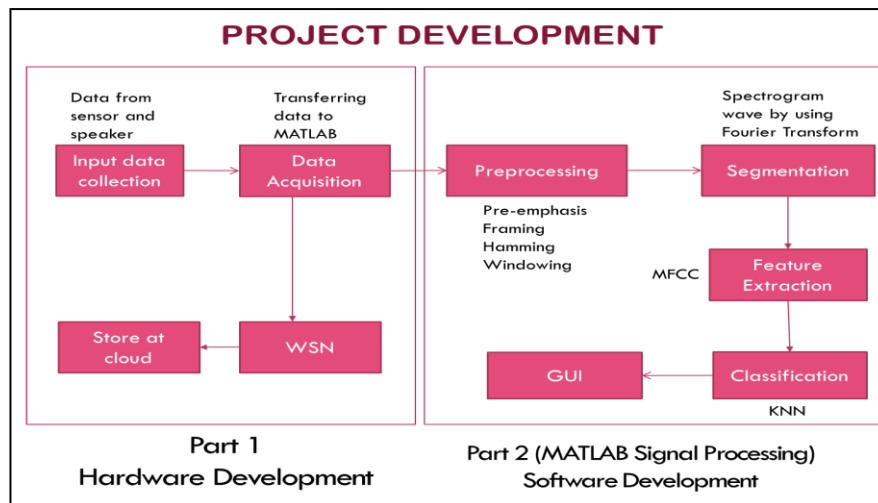 PROJECT DEVELOPMENT
Data from
sensor and
speaker
Input data
collection
Transferring
data to
MATLAB
Data
Acquisition
Store at
cloud
WSN
Part 1
Hardware Development
Preprocessing
Pre-emphasis
Framing
Hamming
Windowing
Spectrogram
wave by using
Fourier Transform
Segmentation
MFCC
Feature
Extraction
GUI
Classification
KNN
Part 2 (MATLAB Signal Processing)
Software Development